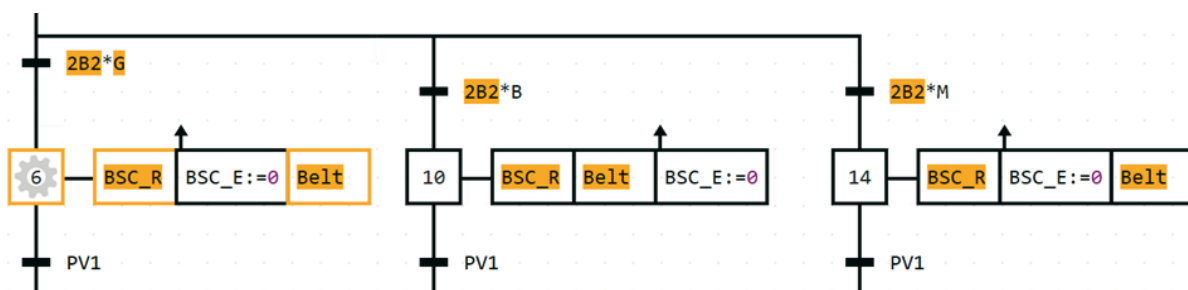 2B2*G
2B2*B
2B2*M
6 BSC_R BSC_E:=0 Belt
10 BSC_R Belt BSC_E:=0
14 BSC_R BSC_E:=0 Belt
PV1
PV1
PV1